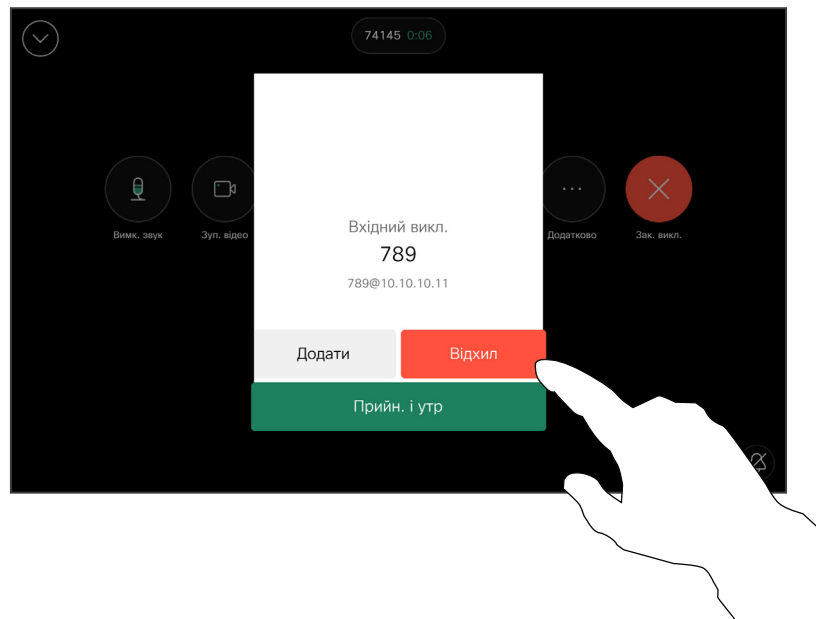 74145 0:06
Вхідний викл.
789
789@10.10.10.11
Вимк. звук
Зуп. відео
Додатково
Зак. викл.
Додати
Відхил
Прийн. і утр